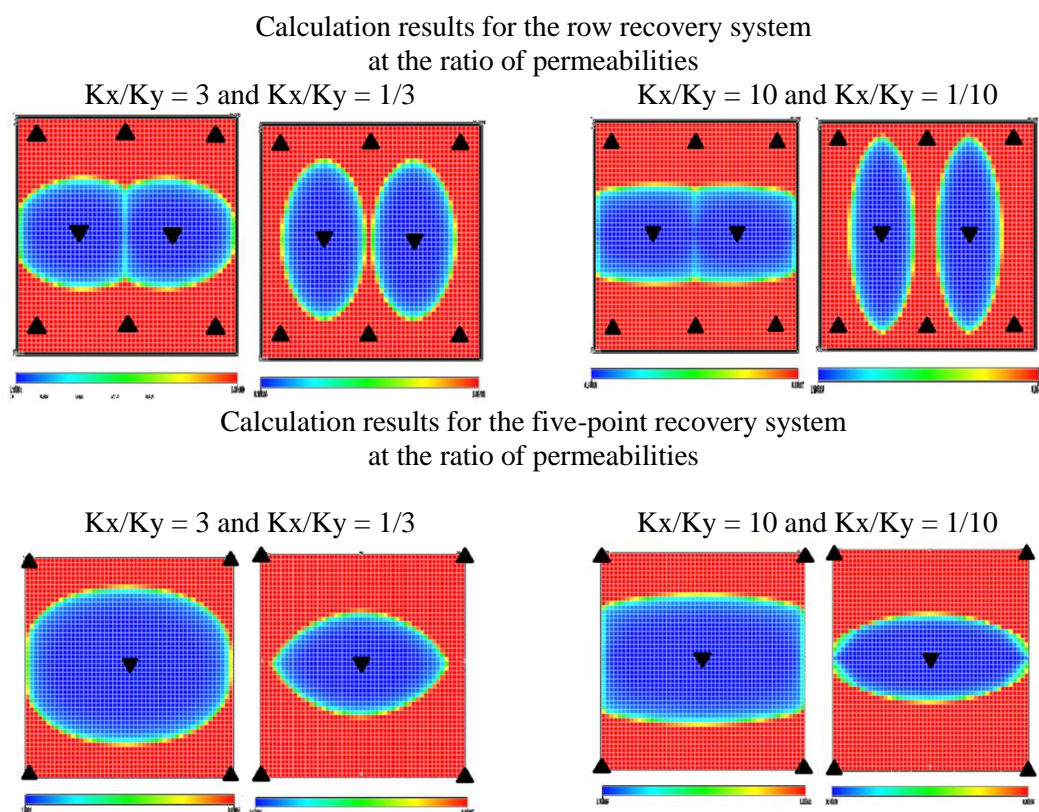 Calculation results for the row recovery system
at the ratio of permeabilities
Kx/Ky = 3 and Kx/Ky = 1/3
Kx/Ky = 10 and Kx/Ky = 1/10
Calculation results for the five-point recovery system
at the ratio of permeabilities
Kx/Ky = 3 and Kx/Ky = 1/3
Kx/Ky = 10 and Kx/Ky = 1/10